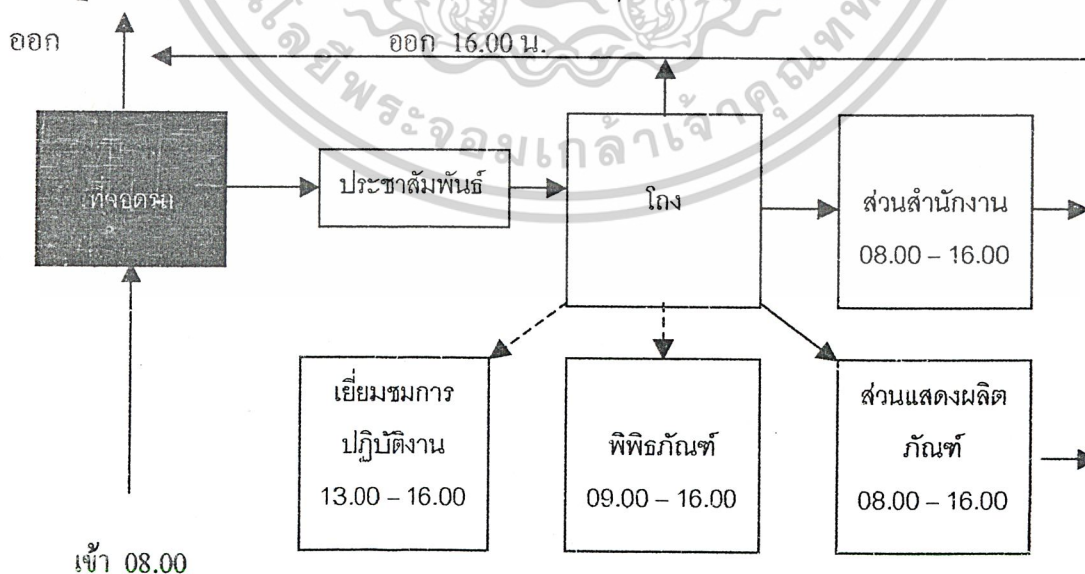 ออก
ออก 16.00 น.
ที่จอดรถ
ประชาสัมพันธ์
โถง
ส่วนสำนักงาน
08.00 – 16.00
เยี่ยมชมการ
ปฏิบัติงาน
13.00 – 16.00
พิพิธภัณฑ์
09.00 – 16.00
ส่วนแสดงผลิต
ภัณฑ์
08.00 – 16.00
เข้า 08.00